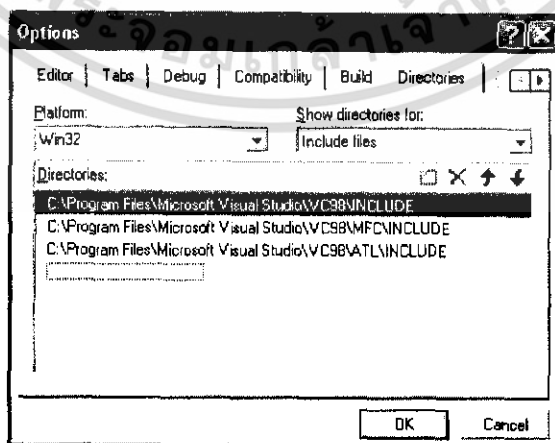 Options
Editor Tabs Debug Compatibility Build Directories
Platform: Show directories for:
Win32 Include files
Directories:
C:\Program Files\Microsoft Visual Studio\VC98\INCLUDE
C:\Program Files\Microsoft Visual Studio\VC98\MFC\INCLUDE
C:\Program Files\Microsoft Visual Studio\VC98\ATL\INCLUDE
OK Cancel